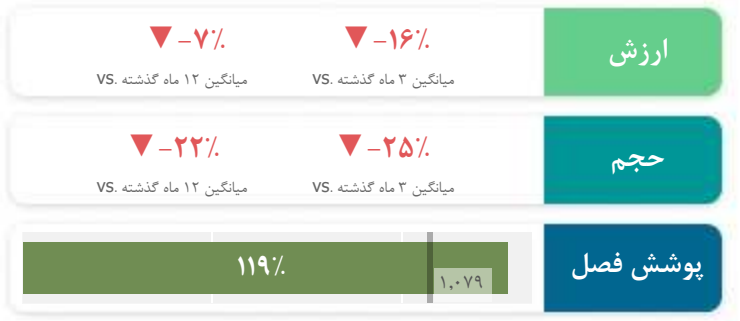 ارزش
▼ -۱۶٪ ▼ -۷٪
میانگین ۳ ماه گذشته .VS میانگین ۱۲ ماه گذشته .VS
حجم
▼ -۲۵٪ ▼ -۲۲٪
میانگین ۳ ماه گذشته .VS میانگین ۱۲ ماه گذشته .VS
پوشش فصل
۱۱۹٪
۱,۰۷۹